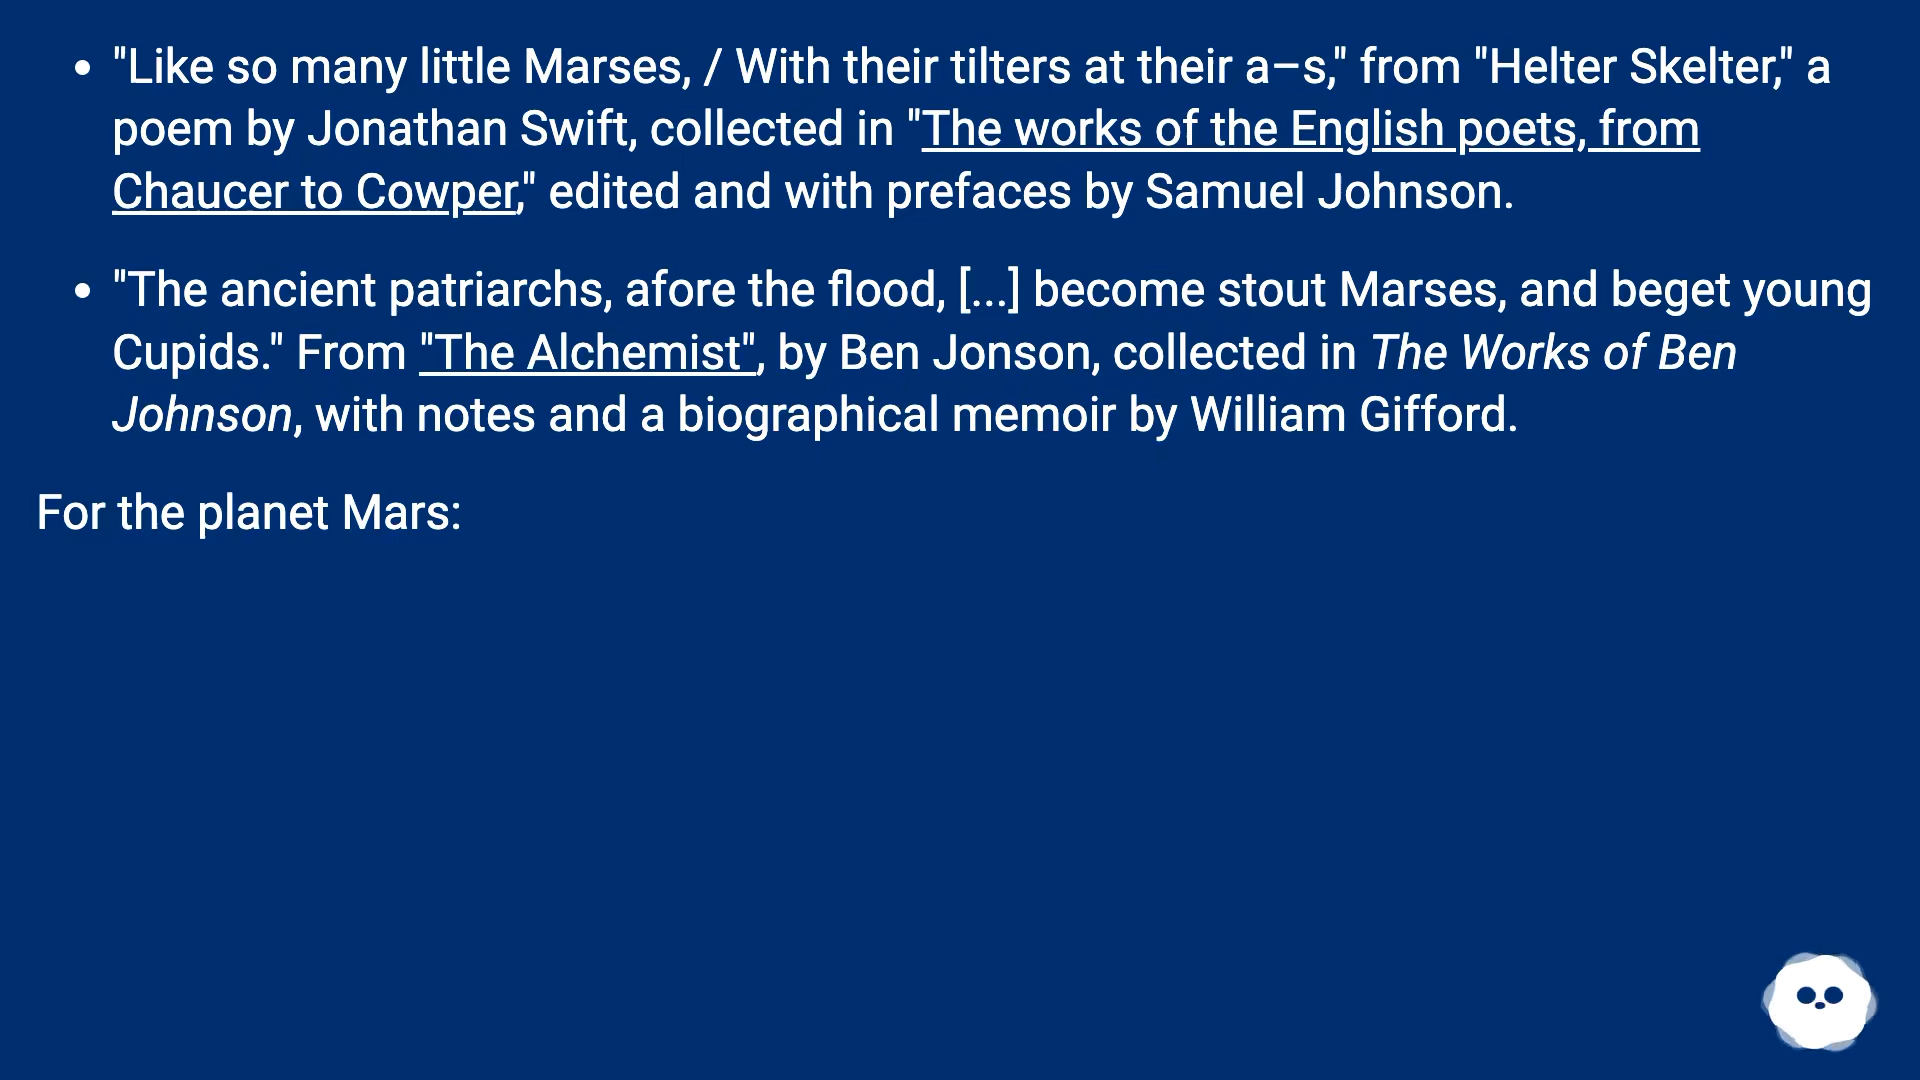 • "Like so many little Marses, / With their tilters at their a–s," from "Helter Skelter," a
poem by Jonathan Swift, collected in "The works of the English poets, from
Chaucer to Cowper," edited and with prefaces by Samuel Johnson.
• "The ancient patriarchs, afore the flood, [...] become stout Marses, and beget young
Cupids." From "The Alchemist", by Ben Jonson, collected in The Works of Ben
Johnson, with notes and a biographical memoir by William Gifford.
For the planet Mars: